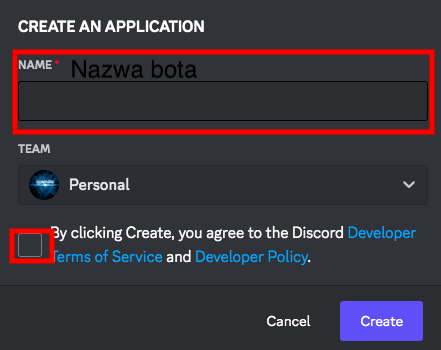 CREATE AN APPLICATION
NAME * Nazwa bota
TEAM
Personal
By clicking Create, you agree to the Discord Developer
Terms of Service and Developer Policy.
Cancel Create